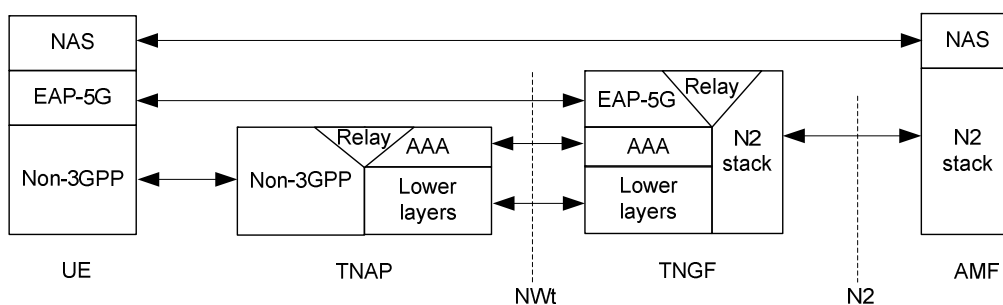 NAS
NAS
EAP-5G
EAP-5G
Relay
Relay
AAA
AAA
N2
stack
N2
stack
Non-3GPP
Non-3GPP
Lower
layers
Lower
layers
UE
TNAP
TNGF
AMF
NWt
N2